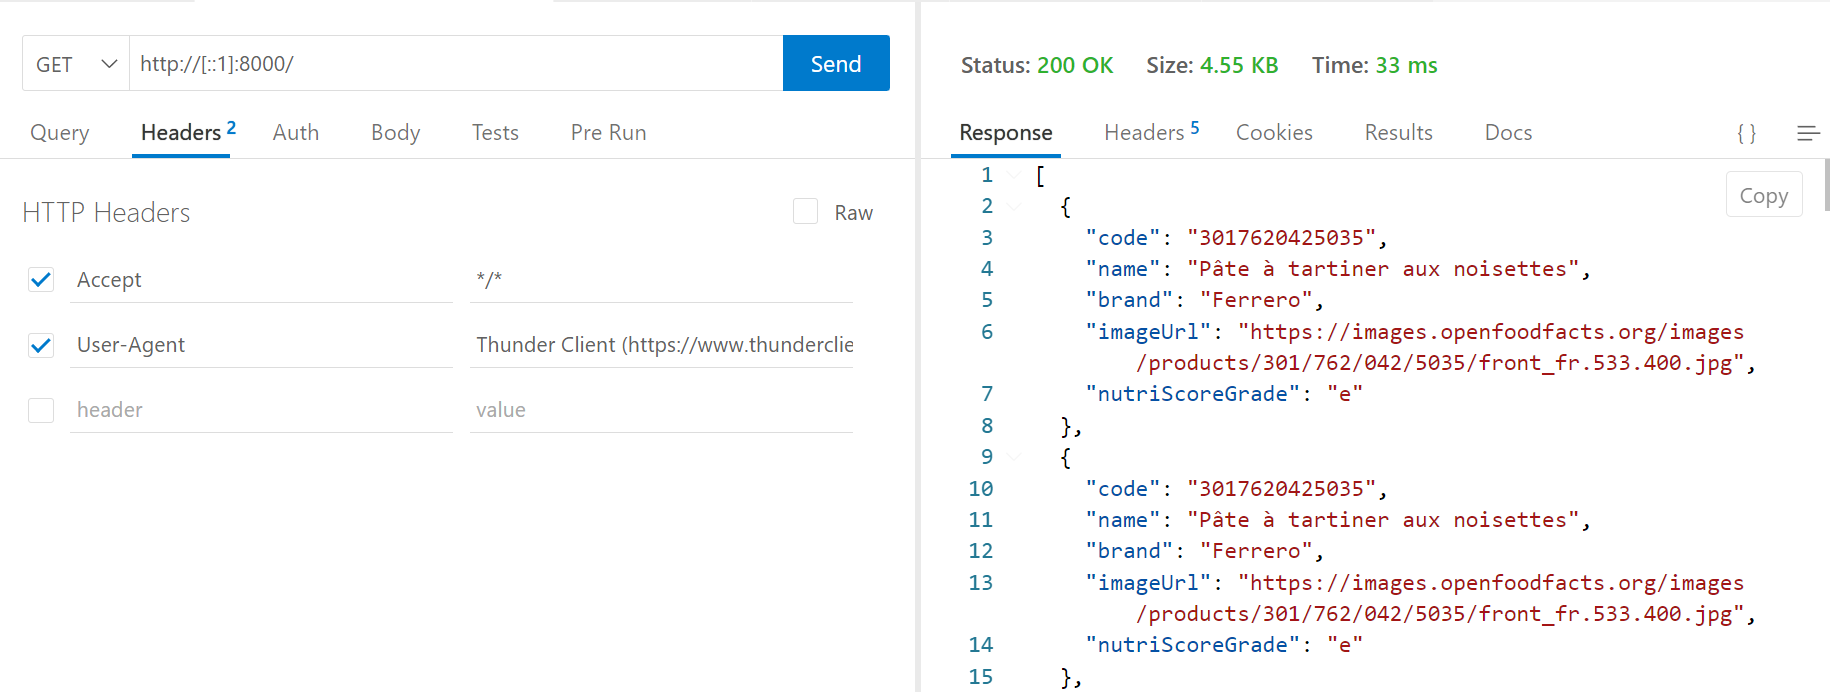 GET http://[::1]:8000/ Send
Query Headers 2 Auth Body Tests Pre Run
HTTP Headers Raw
Accept */*
User-Agent Thunder Client (https://www.thunderclie
header value
Status: 200 OK Size: 4.55 KB Time: 33 ms
Response Headers 5 Cookies Results Docs { }
Copy
1 [
2 {
3 "code": "3017620425035",
4 "name": "Pâte à tartiner aux noisettes",
5 "brand": "Ferrero",
6 "imageUrl": "https://images.openfoodfacts.org/images
/products/301/762/042/5035/front_fr.533.400.jpg",
7 "nutriScoreGrade": "e"
8 },
9 {
10 "code": "3017620425035",
11 "name": "Pâte à tartiner aux noisettes",
12 "brand": "Ferrero",
13 "imageUrl": "https://images.openfoodfacts.org/images
/products/301/762/042/5035/front_fr.533.400.jpg",
14 "nutriScoreGrade": "e"
15 },